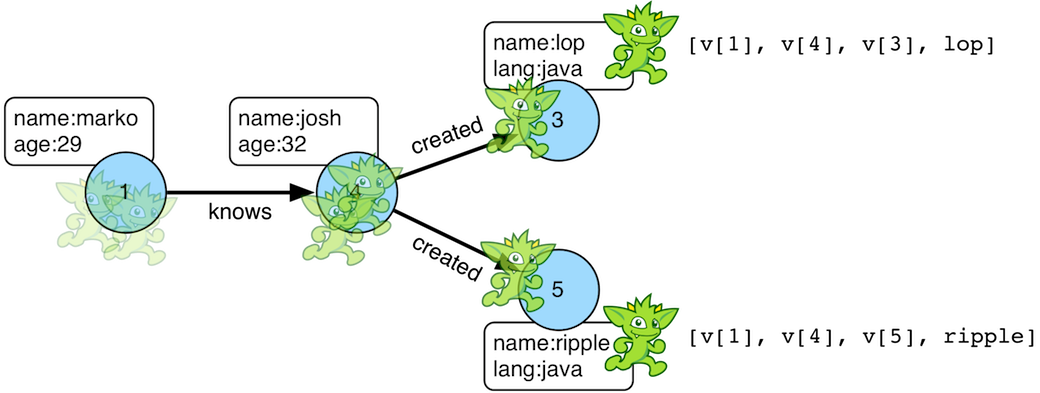 name:lop
lang:java
[v[1], v[4], v[3], lop]
name:marko
age:29
name:josh
age:32
created
3
1
4
knows
created
5
name:ripple
lang:java
[v[1], v[4], v[5], ripple]